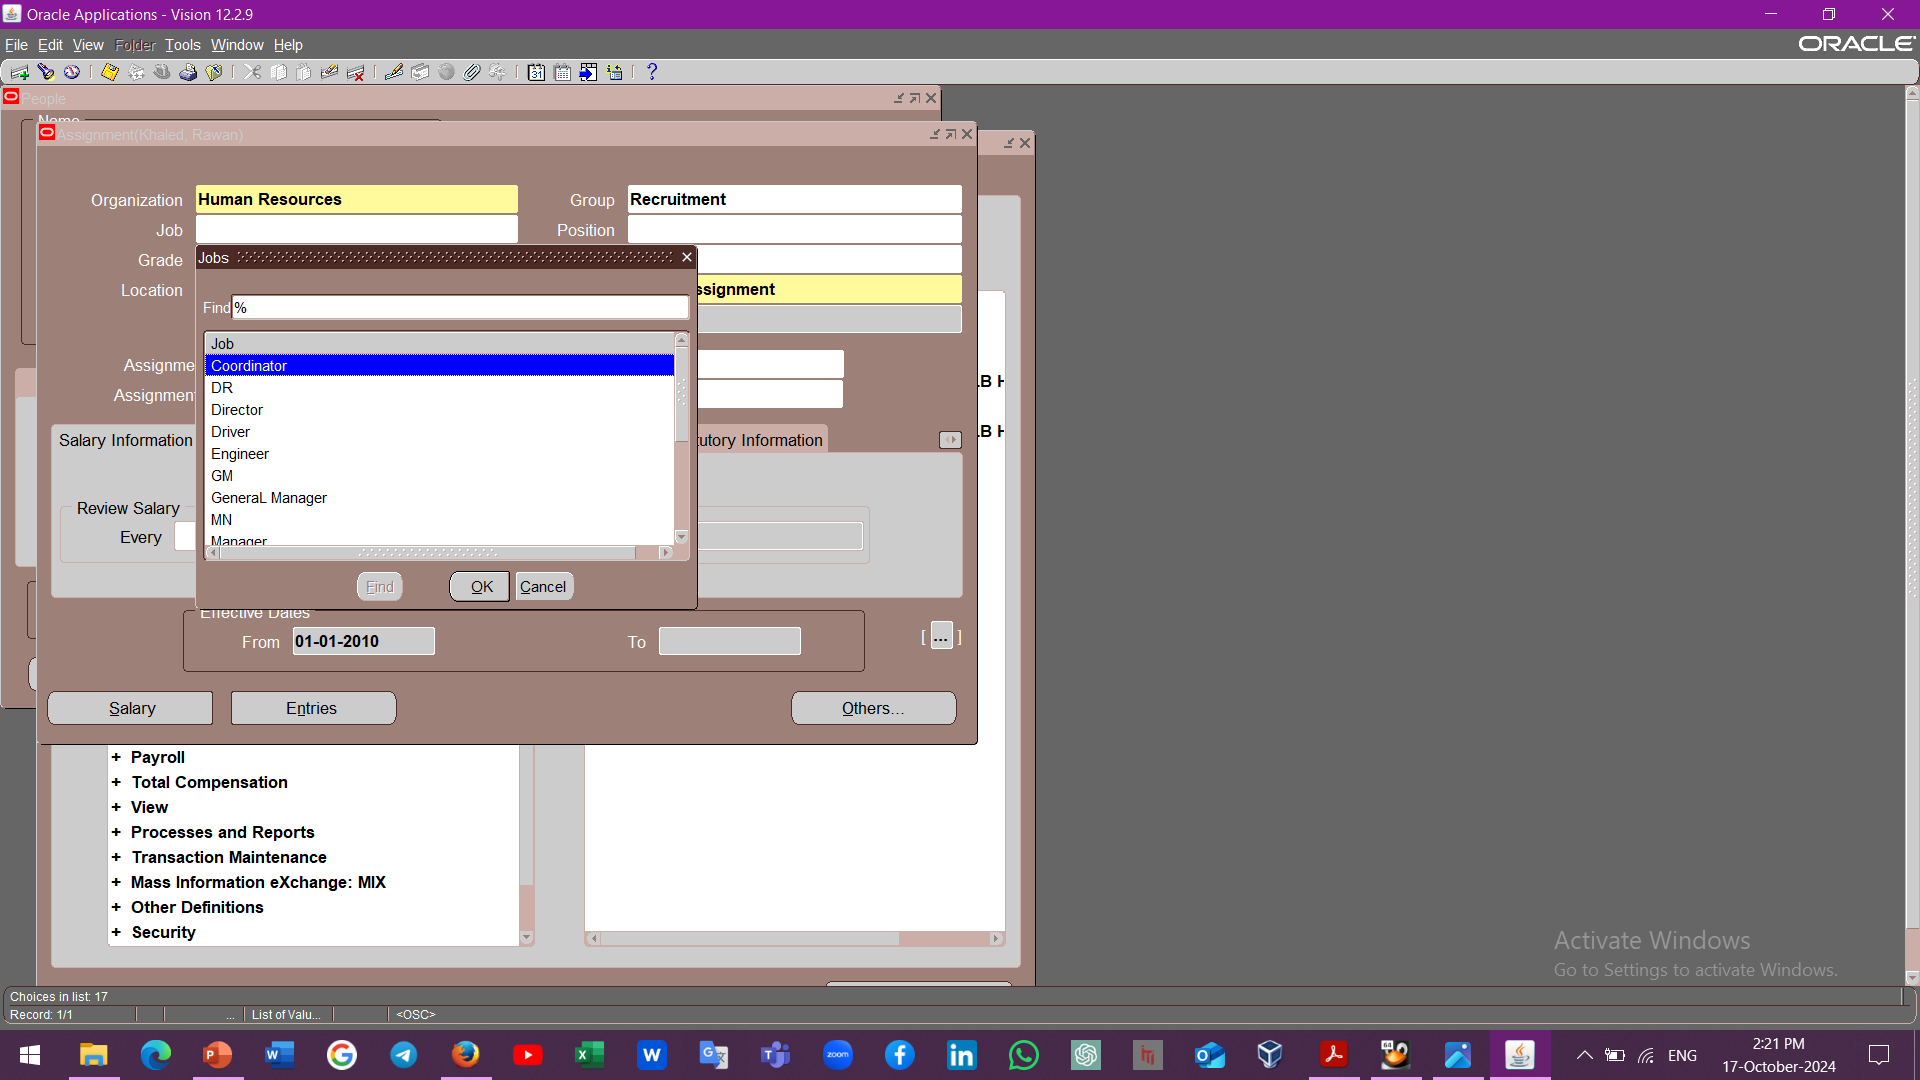 Oracle Applications - Vision 12.2.9
File Edit View Folder Tools Window Help
ORACLE
People
Name
Assignment(Khaled, Rawan)
Organization Human Resources Group Recruitment
Job Position
Grade
Location
Jobs
Find %
ssignment
Job
Coordinator
DR
Director
Driver
Engineer
GM
GeneraL Manager
MN
Manager
Assignme
Assignmen
LB H
LB H
Salary Information
utory Information
Review Salary
Every
Find OK Cancel
Effective Dates
From 01-01-2010 To
[ ... ]
Salary Entries Others...
+ Payroll
+ Total Compensation
+ View
+ Processes and Reports
+ Transaction Maintenance
+ Mass Information eXchange: MIX
+ Other Definitions
+ Security
Activate Windows
Go to Settings to activate Windows.
Choices in list: 17
Record: 1/1 ... List of Valu... <OSC>
ENG
2:21 PM
17-October-2024